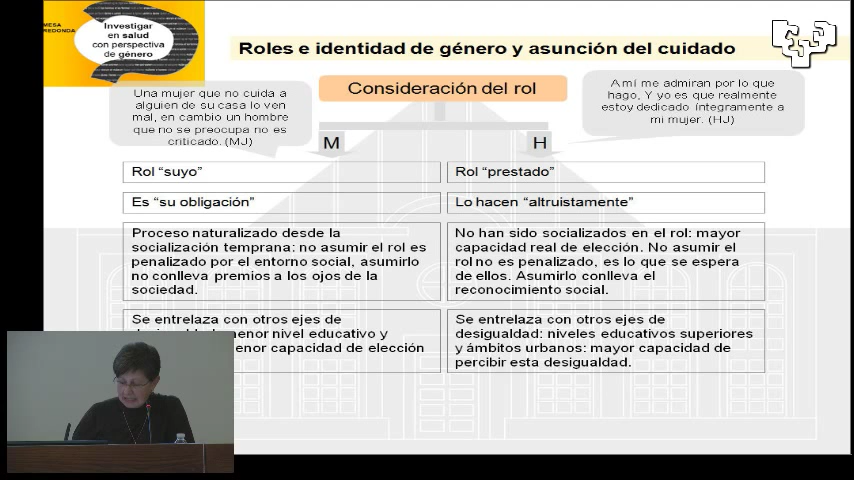 MESA
REDONDA
Investigar
en salud
con perspectiva
de género
Roles e identidad de género y asunción del cuidado
Consideración del rol
Una mujer que no cuida a
alguien de su casa lo ven
mal, en cambio un hombre
que no se preocupa no es
criticado. (MJ)
A mí me admiran por lo que
hago, Y yo es que realmente
estoy dedicado íntegramente a
mi mujer. (HJ)
M
H
Rol “suyo”
Rol “prestado”
Es “su obligación”
Lo hacen “altruistamente”
Proceso naturalizado desde la
socialización temprana: no asumir el rol es
penalizado por el entorno social, asumirlo
no conlleva premios a los ojos de la
sociedad.
No han sido socializados en el rol: mayor
capacidad real de elección. No asumir el
rol no es penalizado, es lo que se espera
de ellos. Asumirlo conlleva el
reconocimiento social.
Se entrelaza con otros ejes de
menor nivel educativo y
menor capacidad de elección
Se entrelaza con otros ejes de
desigualdad: niveles educativos superiores
y ámbitos urbanos: mayor capacidad de
percibir esta desigualdad.